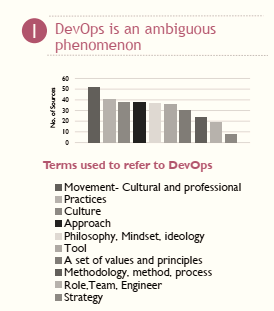 1
DevOps is an ambiguous
phenomenon
No. of Sources
60
50
40
30
20
10
0
Terms used to refer to DevOps
Movement- Cultural and professional
Practices
Culture
Approach
Philosophy, Mindset, ideology
Tool
A set of values and principles
Methodology, method, process
Role,Team, Engineer
Strategy